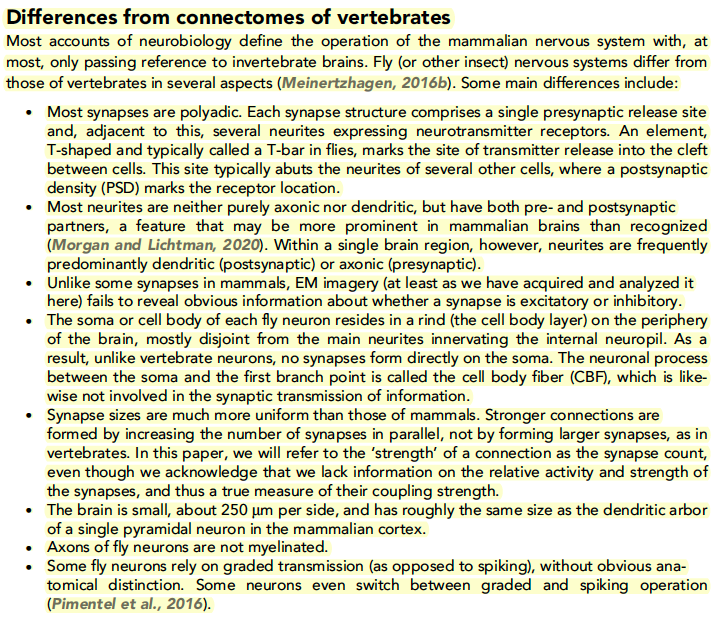 Differences from connectomes of vertebrates
Most accounts of neurobiology define the operation of the mammalian nervous system with, at
most, only passing reference to invertebrate brains. Fly (or other insect) nervous systems differ from
those of vertebrates in several aspects (Meinertzhagen, 2016b). Some main differences include:
• Most synapses are polyadic. Each synapse structure comprises a single presynaptic release site
and, adjacent to this, several neurites expressing neurotransmitter receptors. An element,
T-shaped and typically called a T-bar in flies, marks the site of transmitter release into the cleft
between cells. This site typically abuts the neurites of several other cells, where a postsynaptic
density (PSD) marks the receptor location.
• Most neurites are neither purely axonic nor dendritic, but have both pre- and postsynaptic
partners, a feature that may be more prominent in mammalian brains than recognized
(Morgan and Lichtman, 2020). Within a single brain region, however, neurites are frequently
predominantly dendritic (postsynaptic) or axonic (presynaptic).
• Unlike some synapses in mammals, EM imagery (at least as we have acquired and analyzed it
here) fails to reveal obvious information about whether a synapse is excitatory or inhibitory.
• The soma or cell body of each fly neuron resides in a rind (the cell body layer) on the periphery
of the brain, mostly disjoint from the main neurites innervating the internal neuropil. As a
result, unlike vertebrate neurons, no synapses form directly on the soma. The neuronal process
between the soma and the first branch point is called the cell body fiber (CBF), which is like-
wise not involved in the synaptic transmission of information.
• Synapse sizes are much more uniform than those of mammals. Stronger connections are
formed by increasing the number of synapses in parallel, not by forming larger synapses, as in
vertebrates. In this paper, we will refer to the ‘strength’ of a connection as the synapse count,
even though we acknowledge that we lack information on the relative activity and strength of
the synapses, and thus a true measure of their coupling strength.
• The brain is small, about 250 μm per side, and has roughly the same size as the dendritic arbor
of a single pyramidal neuron in the mammalian cortex.
• Axons of fly neurons are not myelinated.
• Some fly neurons rely on graded transmission (as opposed to spiking), without obvious ana-
tomical distinction. Some neurons even switch between graded and spiking operation
(Pimentel et al., 2016).